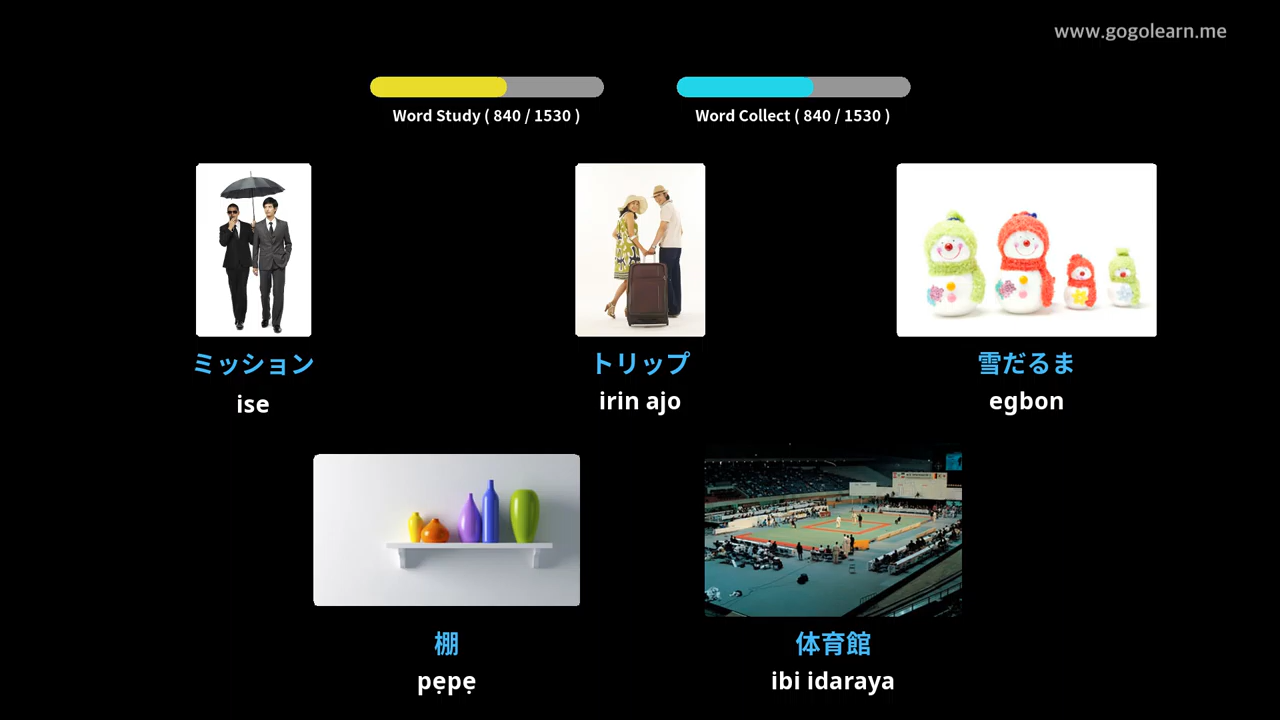 www.gogolearn.me
Word Study ( 840 / 1530 )
Word Collect ( 840 / 1530 )
ミッション
ise
トリップ
irin ajo
雪だるま
egbon
棚
pẹpẹ
体育館
ibi idaraya